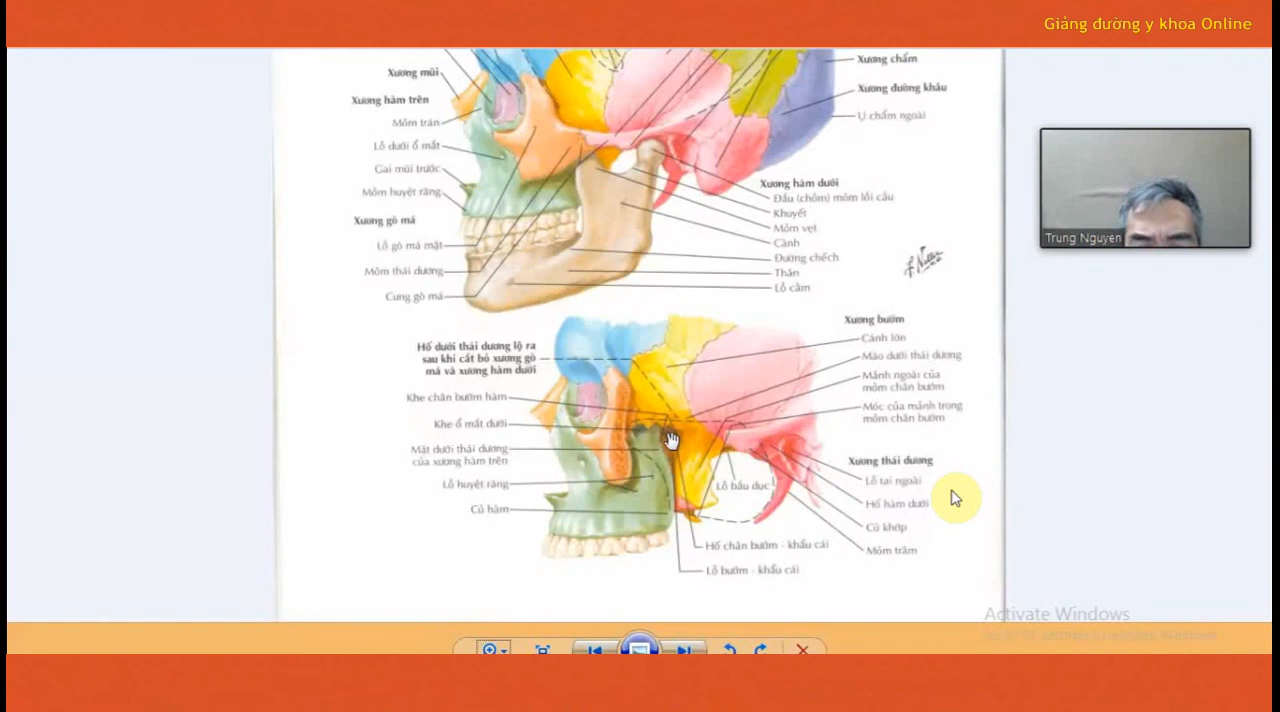 Giảng đường y khoa Online
Xương mũi
Xương hàm trên
Mỏm trán
Lỗ dưới ổ mắt
Gai mũi trước
Mỏm huyệt răng
Xương gò má
Lỗ gò má mặt
Mỏm thái dương
Cung gò má
Xương chẩm
Xương đường khâu
Ụ chẩm ngoài
Xương hàm dưới
Đầu (chỏm) mỏm lồi cầu
Khuyết
Mỏm vẹt
Cành
Đường chếch
Thân
Lỗ cằm
Trung Nguyen
Hố dưới thái dương lộ ra
sau khi cắt bỏ xương gò
má và xương hàm dưới
Khe chân bướm hàm
Khe ổ mắt dưới
Mặt dưới thái dương
của xương hàm trên
Lỗ huyệt răng
Củ hàm
Xương bướm
Cánh lớn
Mào dưới thái dương
Mảnh ngoài của
mỏm chân bướm
Móc của mảnh trong
mỏm chân bướm
Xương thái dương
Lỗ tai ngoài
Hố hàm dưới
Củ khớp
Mỏm trâm
Lỗ bầu dục
Hố chân bướm - khẩu cái
Lỗ bướm - khẩu cái
Activate Windows